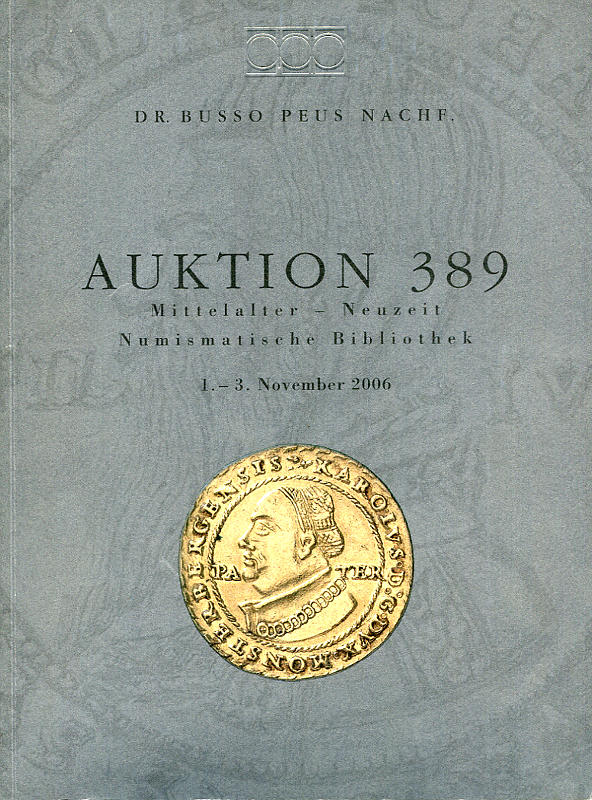 DR. BUSSO PEUS NACHF.
AUKTION 389
Mittelalter – Neuzeit
Numismatische Bibliothek
1. – 3. November 2006
KAROLVS·D:G·DVX·MONSTERBERGENSIS
PA TER